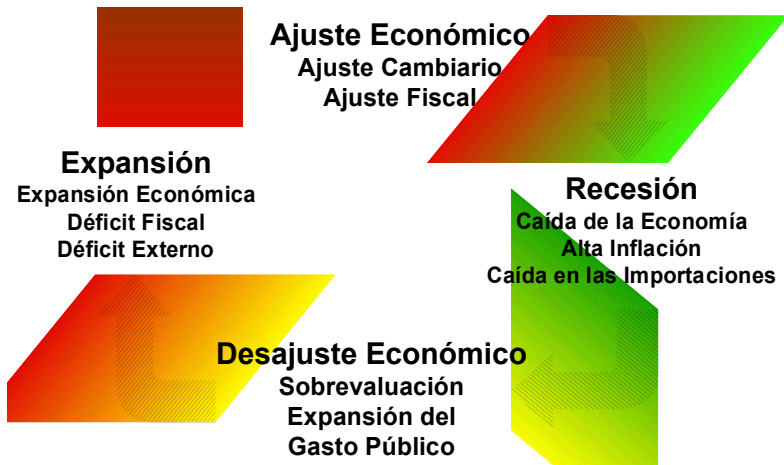 Ajuste Económico
Ajuste Cambiario
Ajuste Fiscal
Expansión
Expansión Económica
Déficit Fiscal
Déficit Externo
Recesión
Caída de la Economía
Alta Inflación
Caída en las Importaciones
Desajuste Económico
Sobrevaluación
Expansión del
Gasto Público